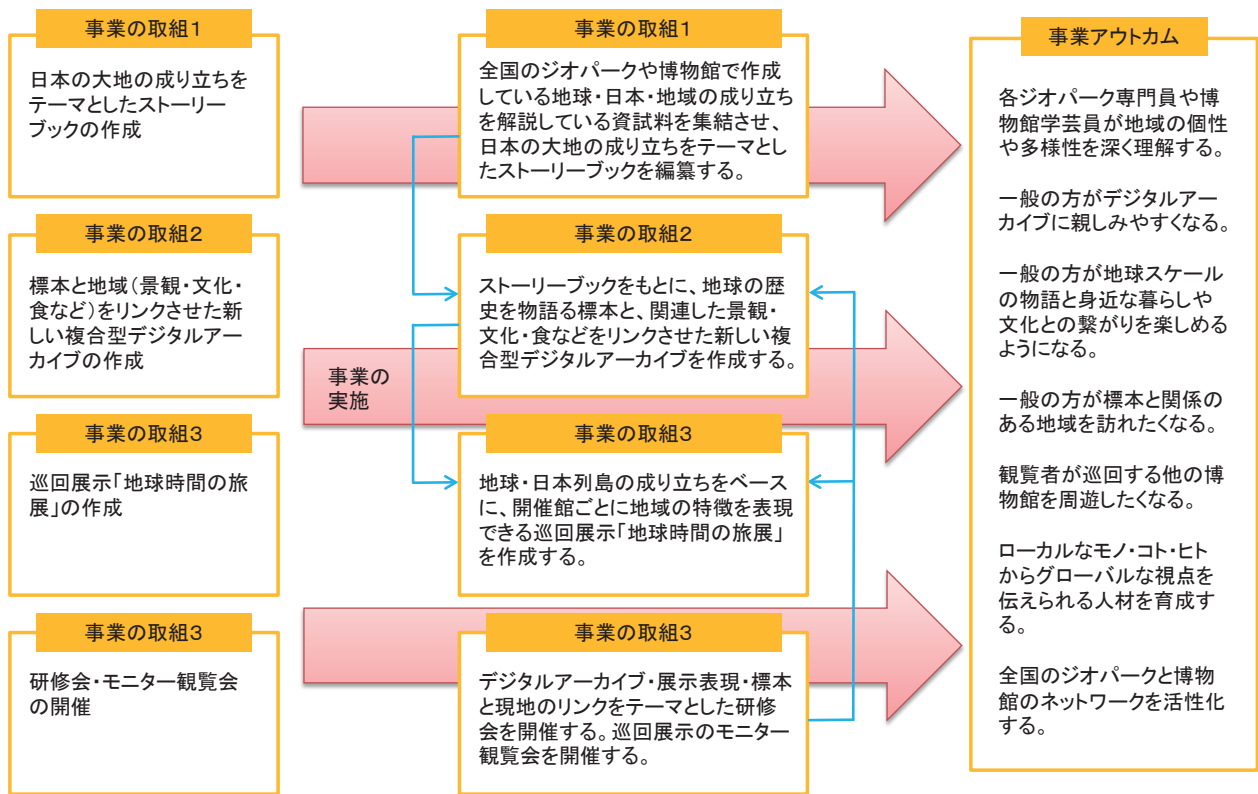 事業の取組1
日本の大地の成り立ちを
テーマとしたストーリー
ブックの作成
事業の取組2
標本と地域(景観・文化・
食など)をリンクさせた新
しい複合型デジタルアー
カイブの作成
事業の取組3
巡回展示「地球時間の旅
展」の作成
事業の取組3
研修会・モニター観覧会
の開催
事業の
実施
事業の取組1
全国のジオパークや博物館で作成
している地球・日本・地域の成り立ち
を解説している資試料を集結させ、
日本の大地の成り立ちをテーマとし
たストーリーブックを編纂する。
事業の取組2
ストーリーブックをもとに、地球の歴
史を物語る標本と、関連した景観・
文化・食などをリンクさせた新しい複
合型デジタルアーカイブを作成する。
事業の取組3
地球・日本列島の成り立ちをベース
に、開催館ごとに地域の特徴を表現
できる巡回展示「地球時間の旅展」
を作成する。
事業の取組3
デジタルアーカイブ・展示表現・標本
と現地のリンクをテーマとした研修
会を開催する。巡回展示のモニター
観覧会を開催する。
事業アウトカム
各ジオパーク専門員や博
物館学芸員が地域の個性
や多様性を深く理解する。
一般の方がデジタルアー
カイブに親しみやすくなる。
一般の方が地球スケール
の物語と身近な暮らしや
文化との繋がりを楽しめる
ようになる。
一般の方が標本と関係の
ある地域を訪れたくなる。
観覧者が巡回する他の博
物館を周遊したくなる。
ローカルなモノ・コト・ヒト
からグローバルな視点を
伝えられる人材を育成す
る。
全国のジオパークと博物
館のネットワークを活性化
する。